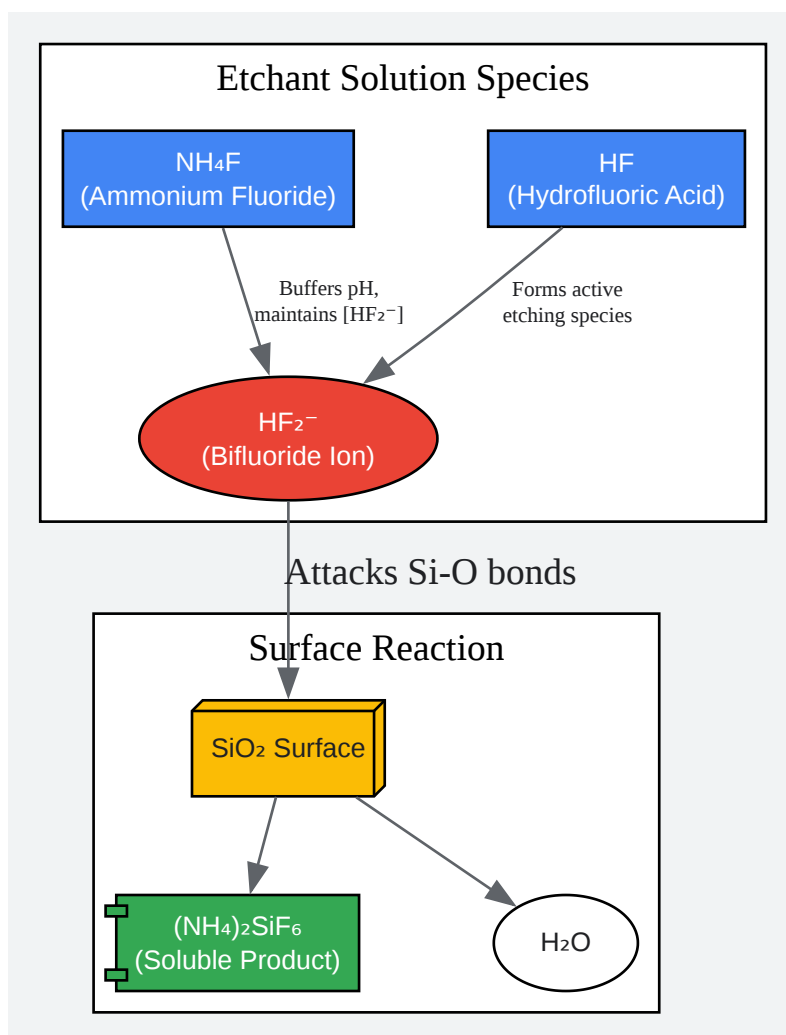 Etchant Solution Species
NH₄F
(Ammonium Fluoride)
HF
(Hydrofluoric Acid)
Buffers pH,
maintains [HF₂⁻]
Forms active
etching species
HF₂⁻
(Bifluoride Ion)
Attacks Si-O bonds
Surface Reaction
SiO₂ Surface
(NH₄)₂SiF₆
(Soluble Product)
H₂O